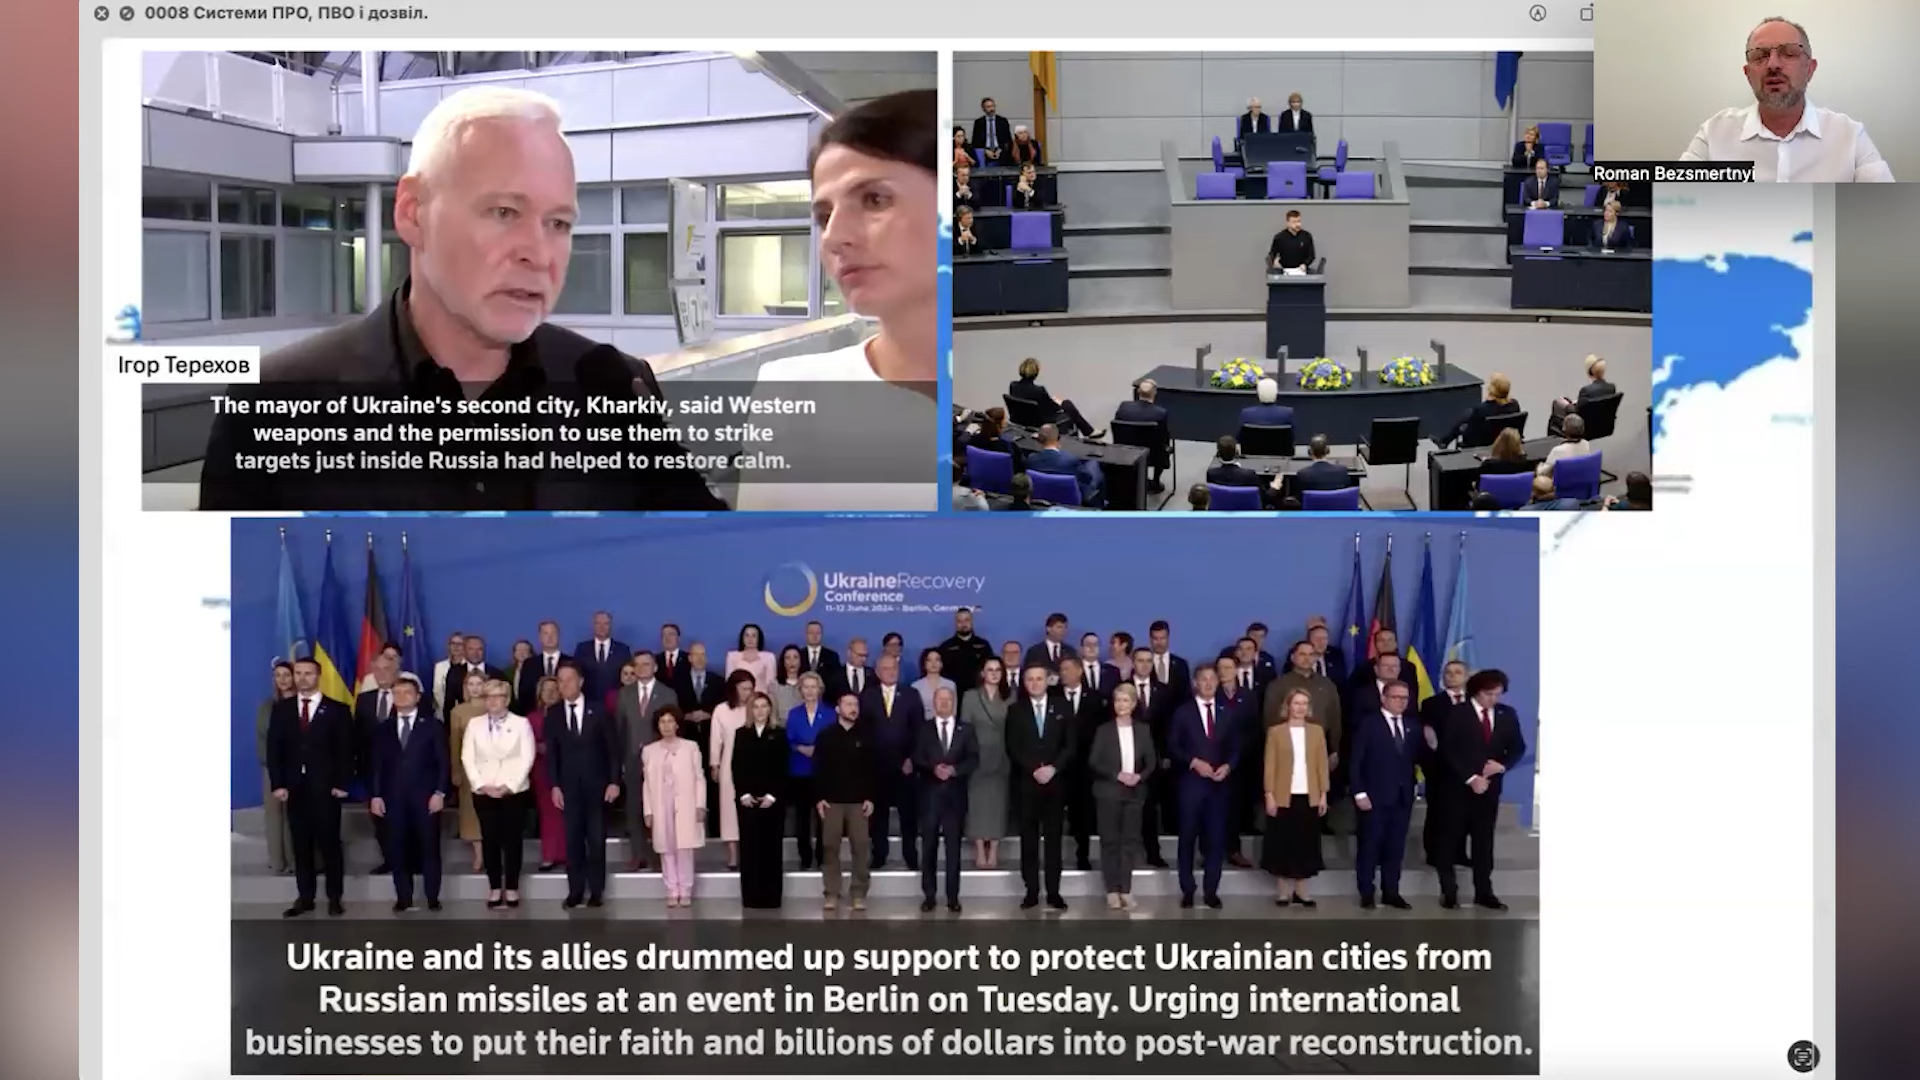 0008 Системи ПРО, ПВО і дозвіл.
Roman Bezsmertnyi
Ігор Терехов
The mayor of Ukraine's second city, Kharkiv, said Western
weapons and the permission to use them to strike
targets just inside Russia had helped to restore calm.
UkraineRecovery
Conference
11-12 June 2024 - Berlin, Germany
Ukraine and its allies drummed up support to protect Ukrainian cities from
Russian missiles at an event in Berlin on Tuesday. Urging international
businesses to put their faith and billions of dollars into post-war reconstruction.